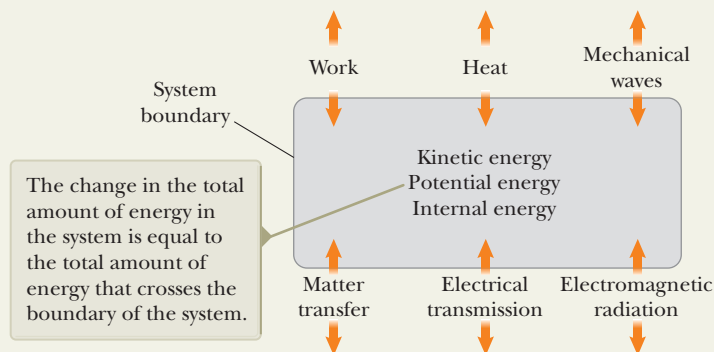 Work
Heat
Mechanical
waves
System
boundary
Kinetic energy
Potential energy
Internal energy
The change in the total
amount of energy in
the system is equal to
the total amount of
energy that crosses the
boundary of the system.
Matter
transfer
Electrical
transmission
Electromagnetic
radiation